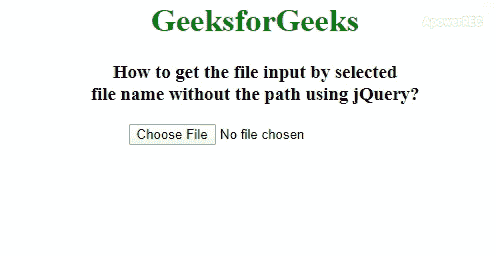 GeeksforGeeks
How to get the file input by selected
file name without the path using jQuery?
Choose File No file chosen